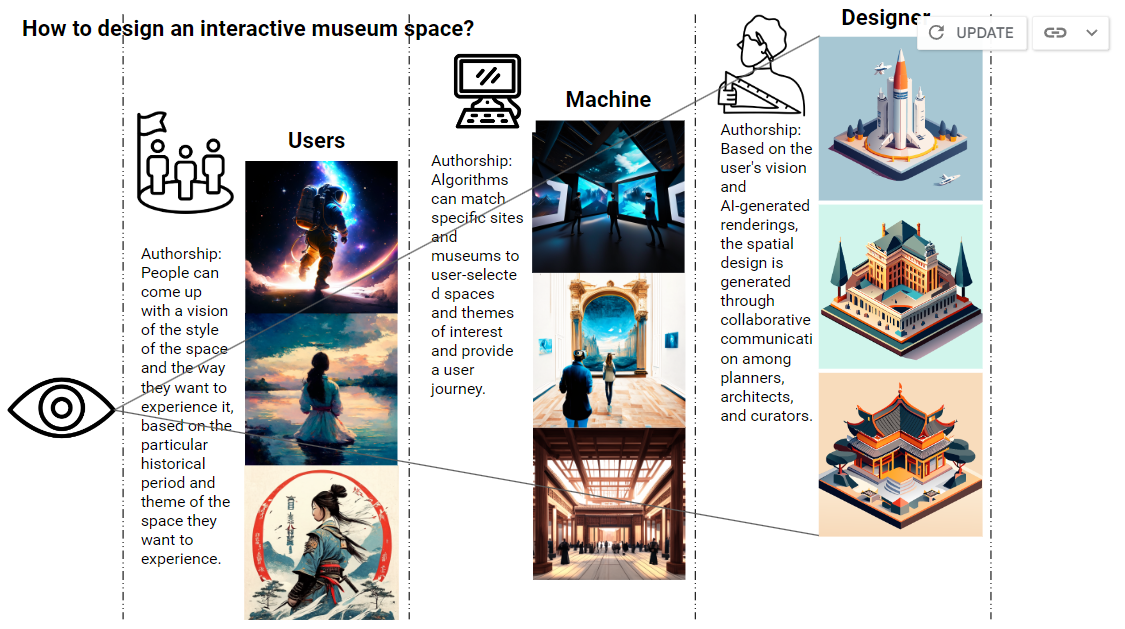 How to design an interactive museum space?
Users
Authorship:
People can
come up
with a vision
of the style
of the space
and the way
they want to
experience it,
based on the
particular
historical
period and
theme of the
space they
want to
experience.
Machine
Authorship:
Algorithms
can match
specific sites
and
museums to
user-selecte
d spaces
and themes
of interest
and provide
a user
journey.
Designer
UPDATE
Authorship:
Based on the
user's vision
and
AI-generated
renderings,
the spatial
design is
generated
through
collaborative
communicati
on among
planners,
architects,
and curators.